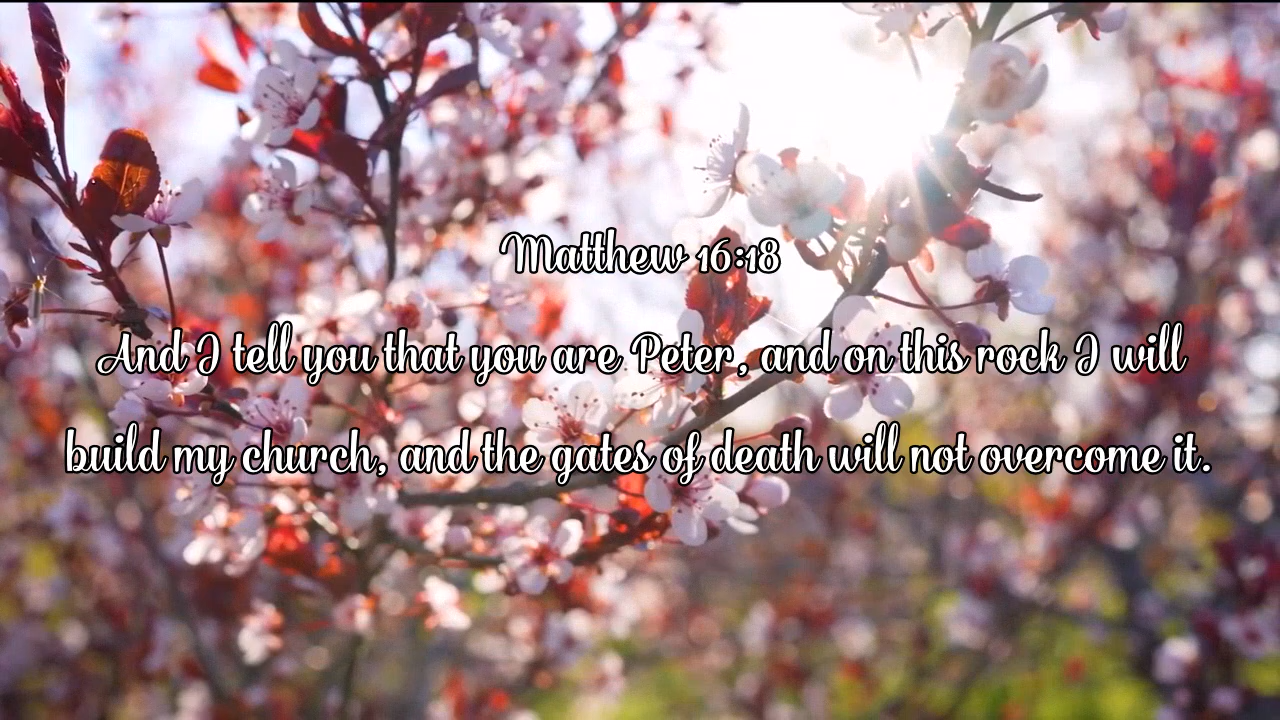 Matthew 16:18
And I tell you that you are Peter, and on this rock I will
build my church, and the gates of death will not overcome it.